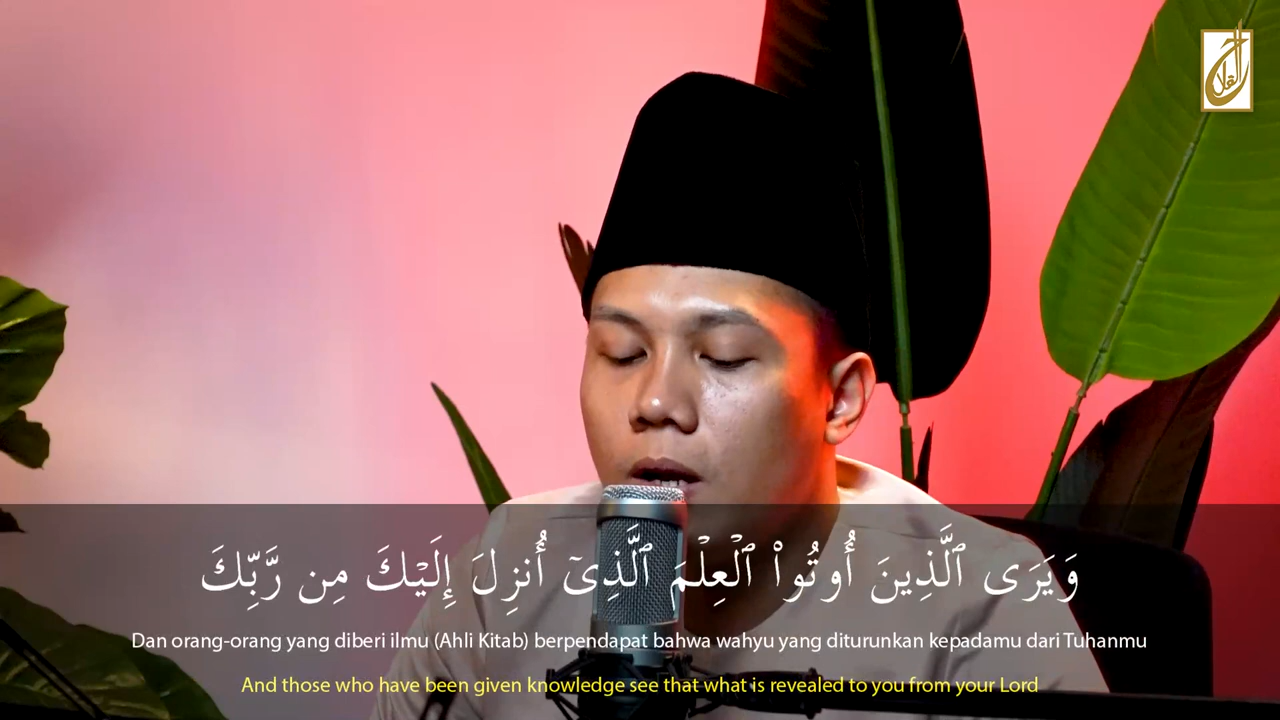 وَيَرَى ٱلَّذِينَ أُوتُوا۟ ٱلْعِلْمَ ٱلَّذِىٓ أُنزِلَ إِلَيْكَ مِن رَّبِّكَ
Dan orang-orang yang diberi ilmu (Ahli Kitab) berpendapat bahwa wahyu yang diturunkan kepadamu dari Tuhanmu
And those who have been given knowledge see that what is revealed to you from your Lord